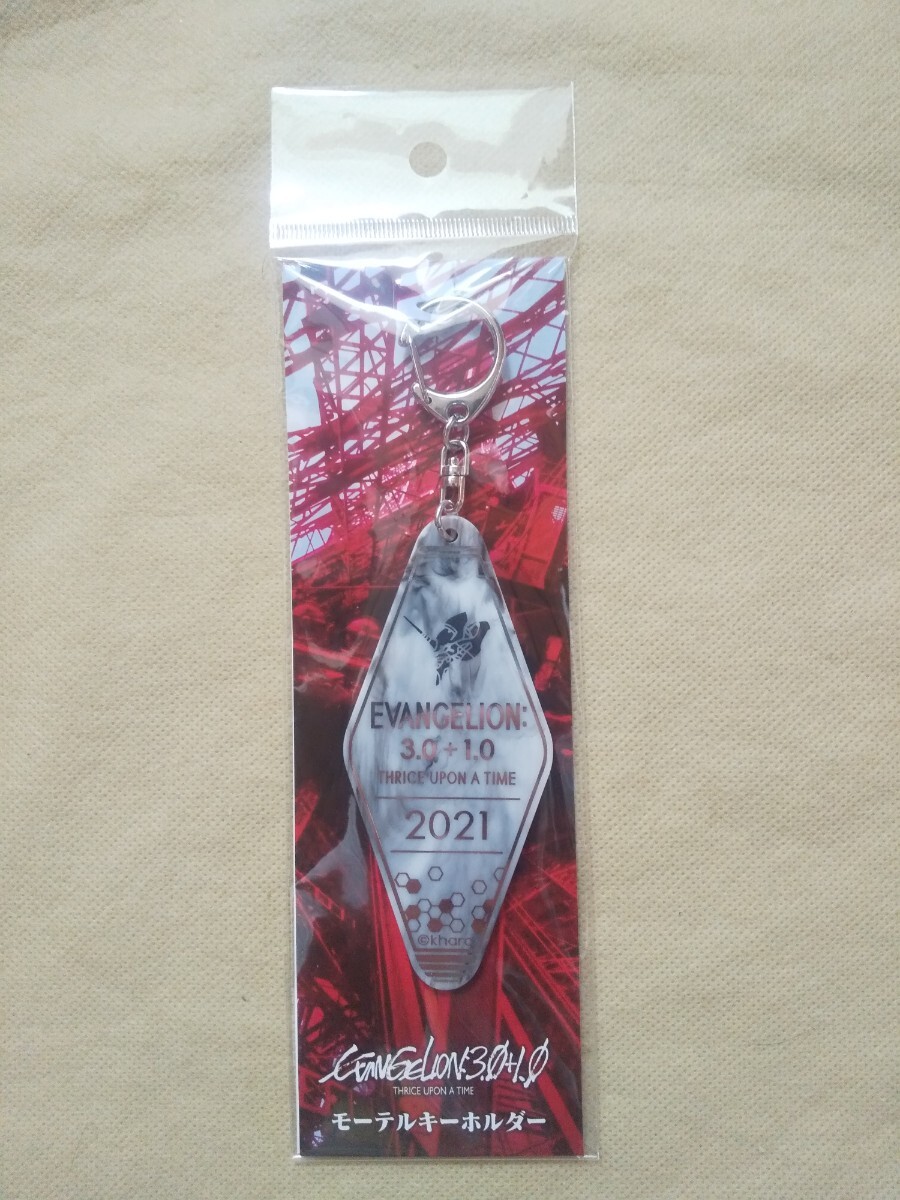 EVANGELION:
3.0+1.0
THRICE UPON A TIME
2021
©khara
EVANGELION:3.0+1.0
THRICE UPON A TIME
モーテルキーホルダー